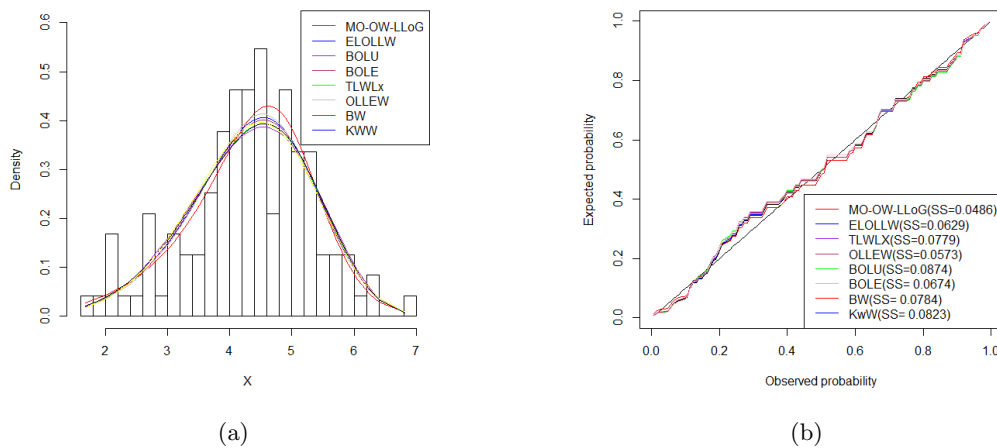 Density
0.0
0.1
0.2
0.3
0.4
0.5
0.6
MO-OW-LLoG
ELOLLW
BOLU
BOLE
TLWLx
OLLEW
BW
KWW
2
3
4
5
6
7
X
(a)
Expected probability
0.0
0.2
0.4
0.6
0.8
1.0
MO-OW-LLoG(SS=0.0486)
ELOLLW(SS=0.0629)
TLWLX(SS=0.0779)
OLLEW(SS=0.0573)
BOLU(SS=0.0874)
BOLE(SS= 0.0674)
BW(SS= 0.0784)
KwW(SS= 0.0823)
0.0
0.2
0.4
0.6
0.8
1.0
Observed probability
(b)